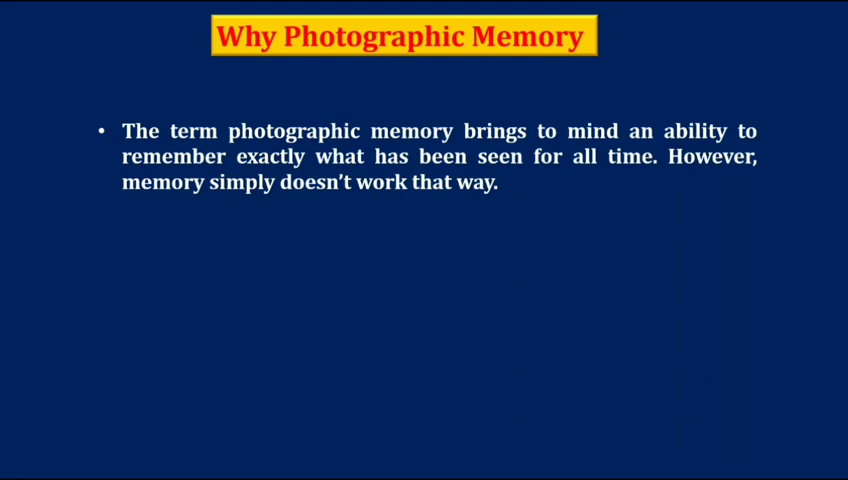 Why Photographic Memory
• The term photographic memory brings to mind an ability to
remember exactly what has been seen for all time. However,
memory simply doesn’t work that way.